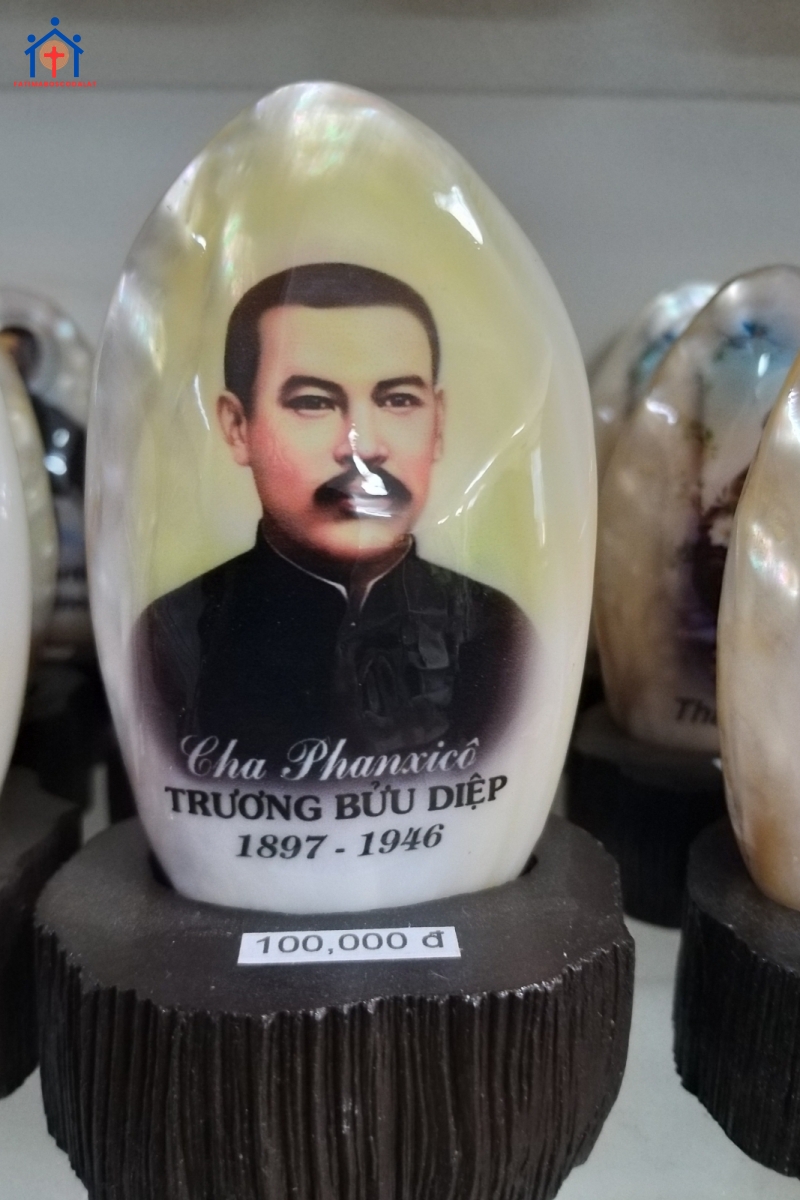 Cha Phanxicô
TRƯƠNG BỬU DIỆP
1897 - 1946
100,000 đ